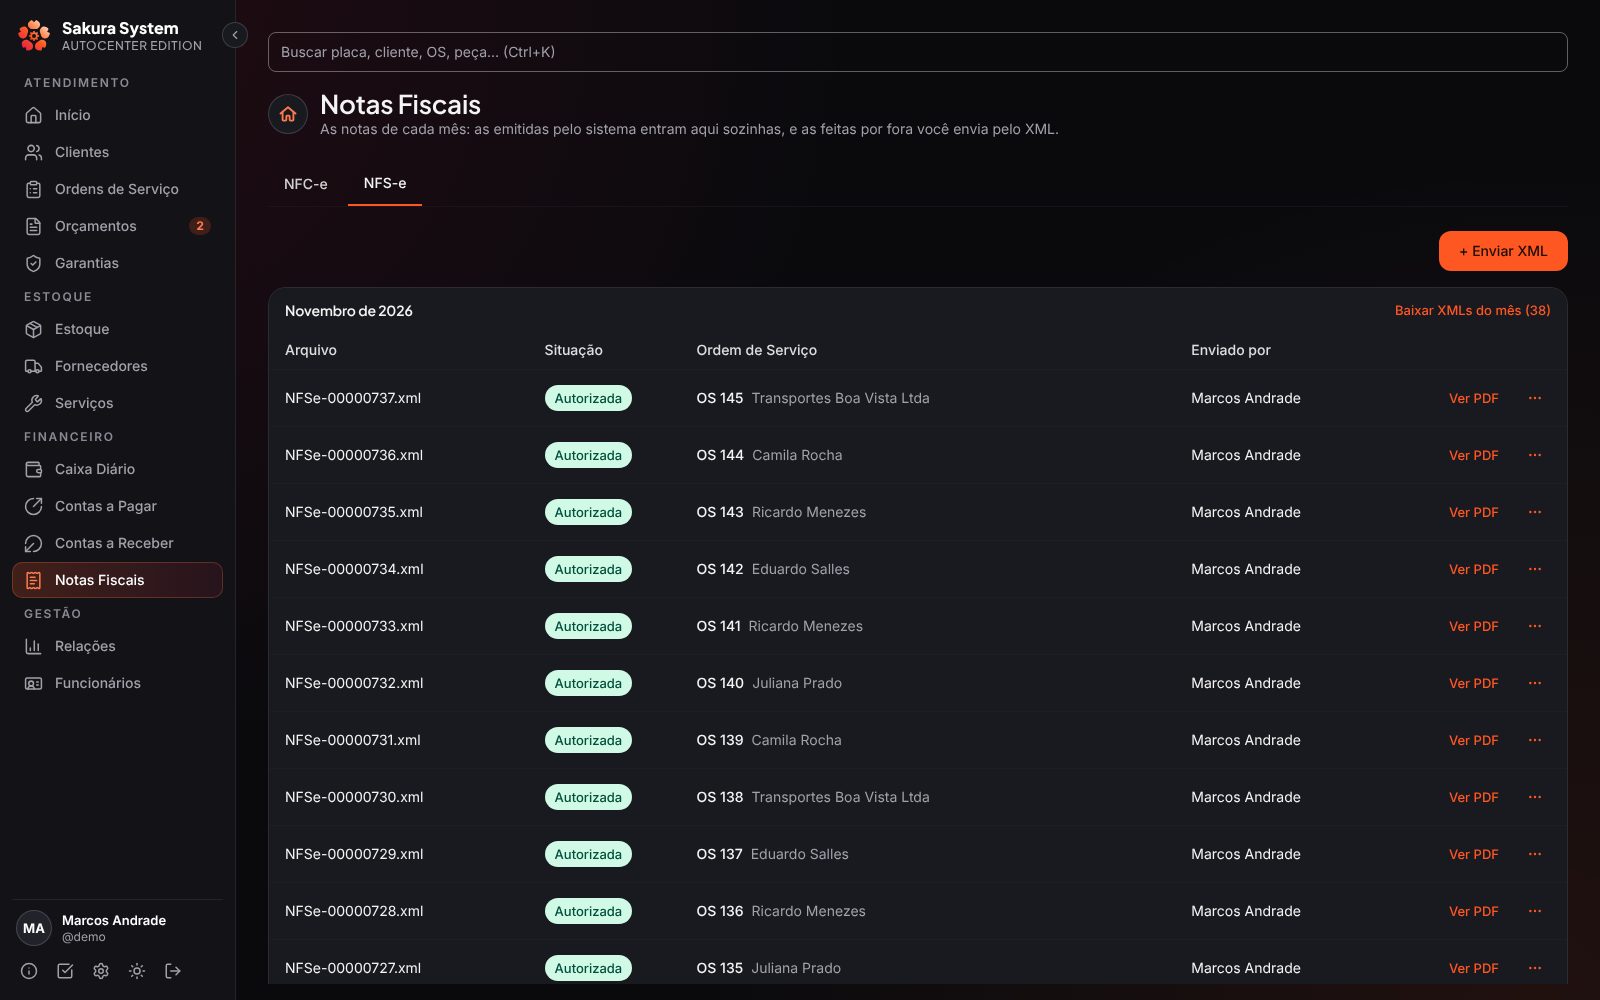 Sakura System
AUTOCENTER EDITION
ATENDIMENTO
Início
Clientes
Ordens de Serviço
Orçamentos 2
Garantias
ESTOQUE
Estoque
Fornecedores
Serviços
FINANCEIRO
Caixa Diário
Contas a Pagar
Contas a Receber
Notas Fiscais
GESTÃO
Relações
Funcionários
MA
Marcos Andrade
@demo
Buscar placa, cliente, OS, peça... (Ctrl+K)
Notas Fiscais
As notas de cada mês: as emitidas pelo sistema entram aqui sozinhas, e as feitas por fora você envia pelo XML.
NFC-e NFS-e
+ Enviar XML
Novembro de 2026 Baixar XMLs do mês (38)
Arquivo Situação Ordem de Serviço Enviado por
NFSe-00000737.xml Autorizada OS 145 Transportes Boa Vista Ltda Marcos Andrade Ver PDF ...
NFSe-00000736.xml Autorizada OS 144 Camila Rocha Marcos Andrade Ver PDF ...
NFSe-00000735.xml Autorizada OS 143 Ricardo Menezes Marcos Andrade Ver PDF ...
NFSe-00000734.xml Autorizada OS 142 Eduardo Salles Marcos Andrade Ver PDF ...
NFSe-00000733.xml Autorizada OS 141 Ricardo Menezes Marcos Andrade Ver PDF ...
NFSe-00000732.xml Autorizada OS 140 Juliana Prado Marcos Andrade Ver PDF ...
NFSe-00000731.xml Autorizada OS 139 Camila Rocha Marcos Andrade Ver PDF ...
NFSe-00000730.xml Autorizada OS 138 Transportes Boa Vista Ltda Marcos Andrade Ver PDF ...
NFSe-00000729.xml Autorizada OS 137 Eduardo Salles Marcos Andrade Ver PDF ...
NFSe-00000728.xml Autorizada OS 136 Ricardo Menezes Marcos Andrade Ver PDF ...
NFSe-00000727.xml Autorizada OS 135 Juliana Prado Marcos Andrade Ver PDF ...